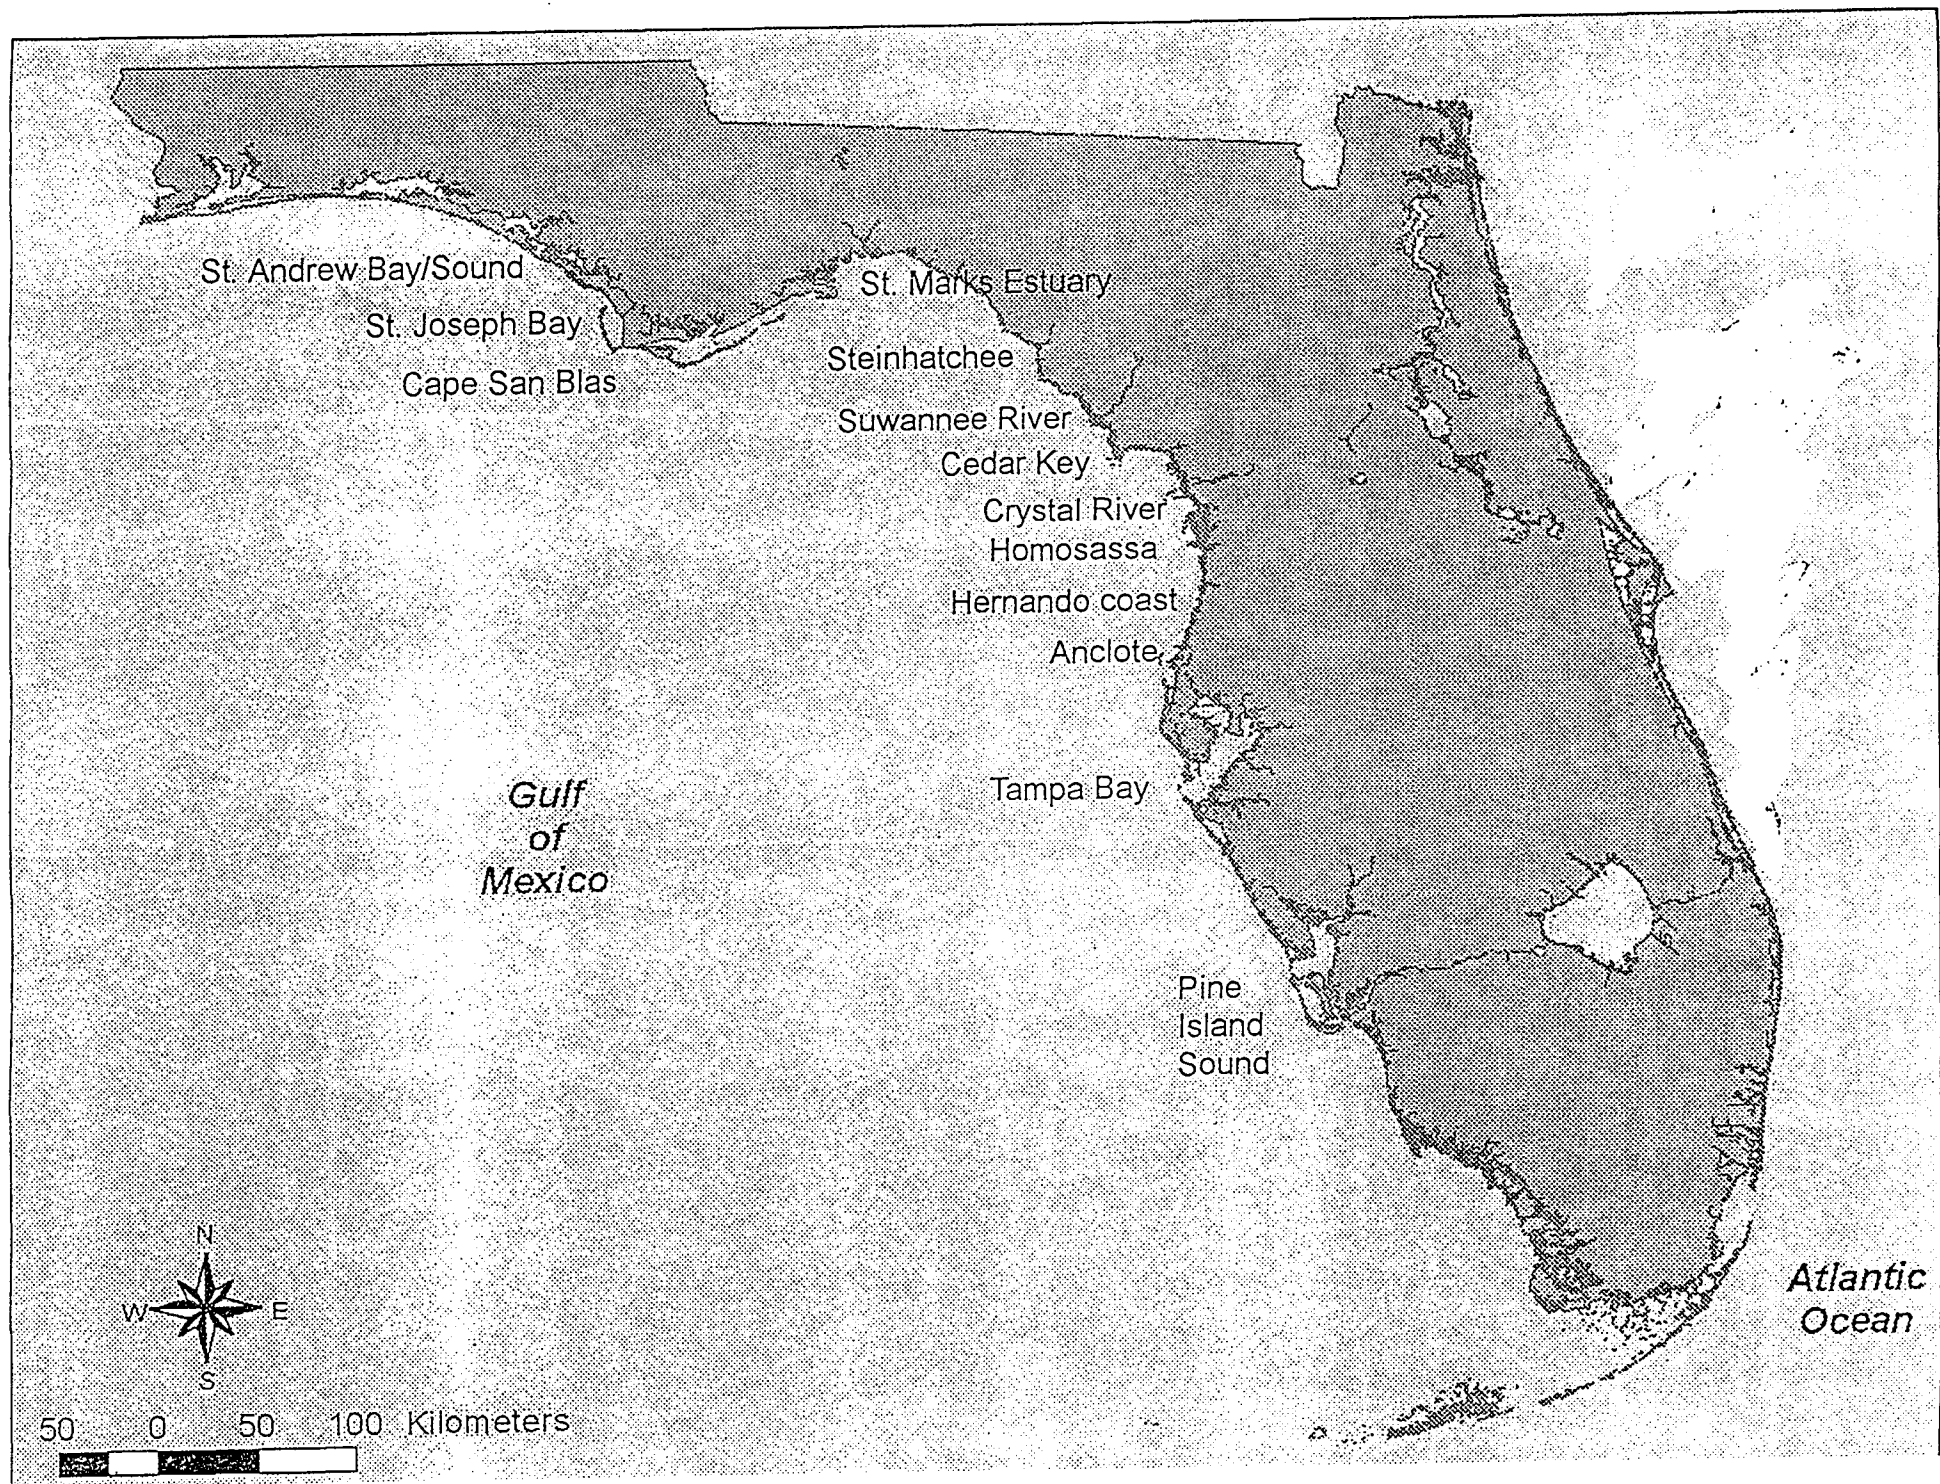 St. Andrew Bay/Sound
St. Marks Estuary
St. Joseph Bay
Steinhatchee
Cape San Blas
Suwannee River
Cedar Key
Crystal River
Homosassa
Hernando coast
Anclote
Tampa Bay
Gulf
of
Mexico
Pine
Island
Sound
N
W E
S
Atlantic
Ocean
50 0 50 100 Kilometers